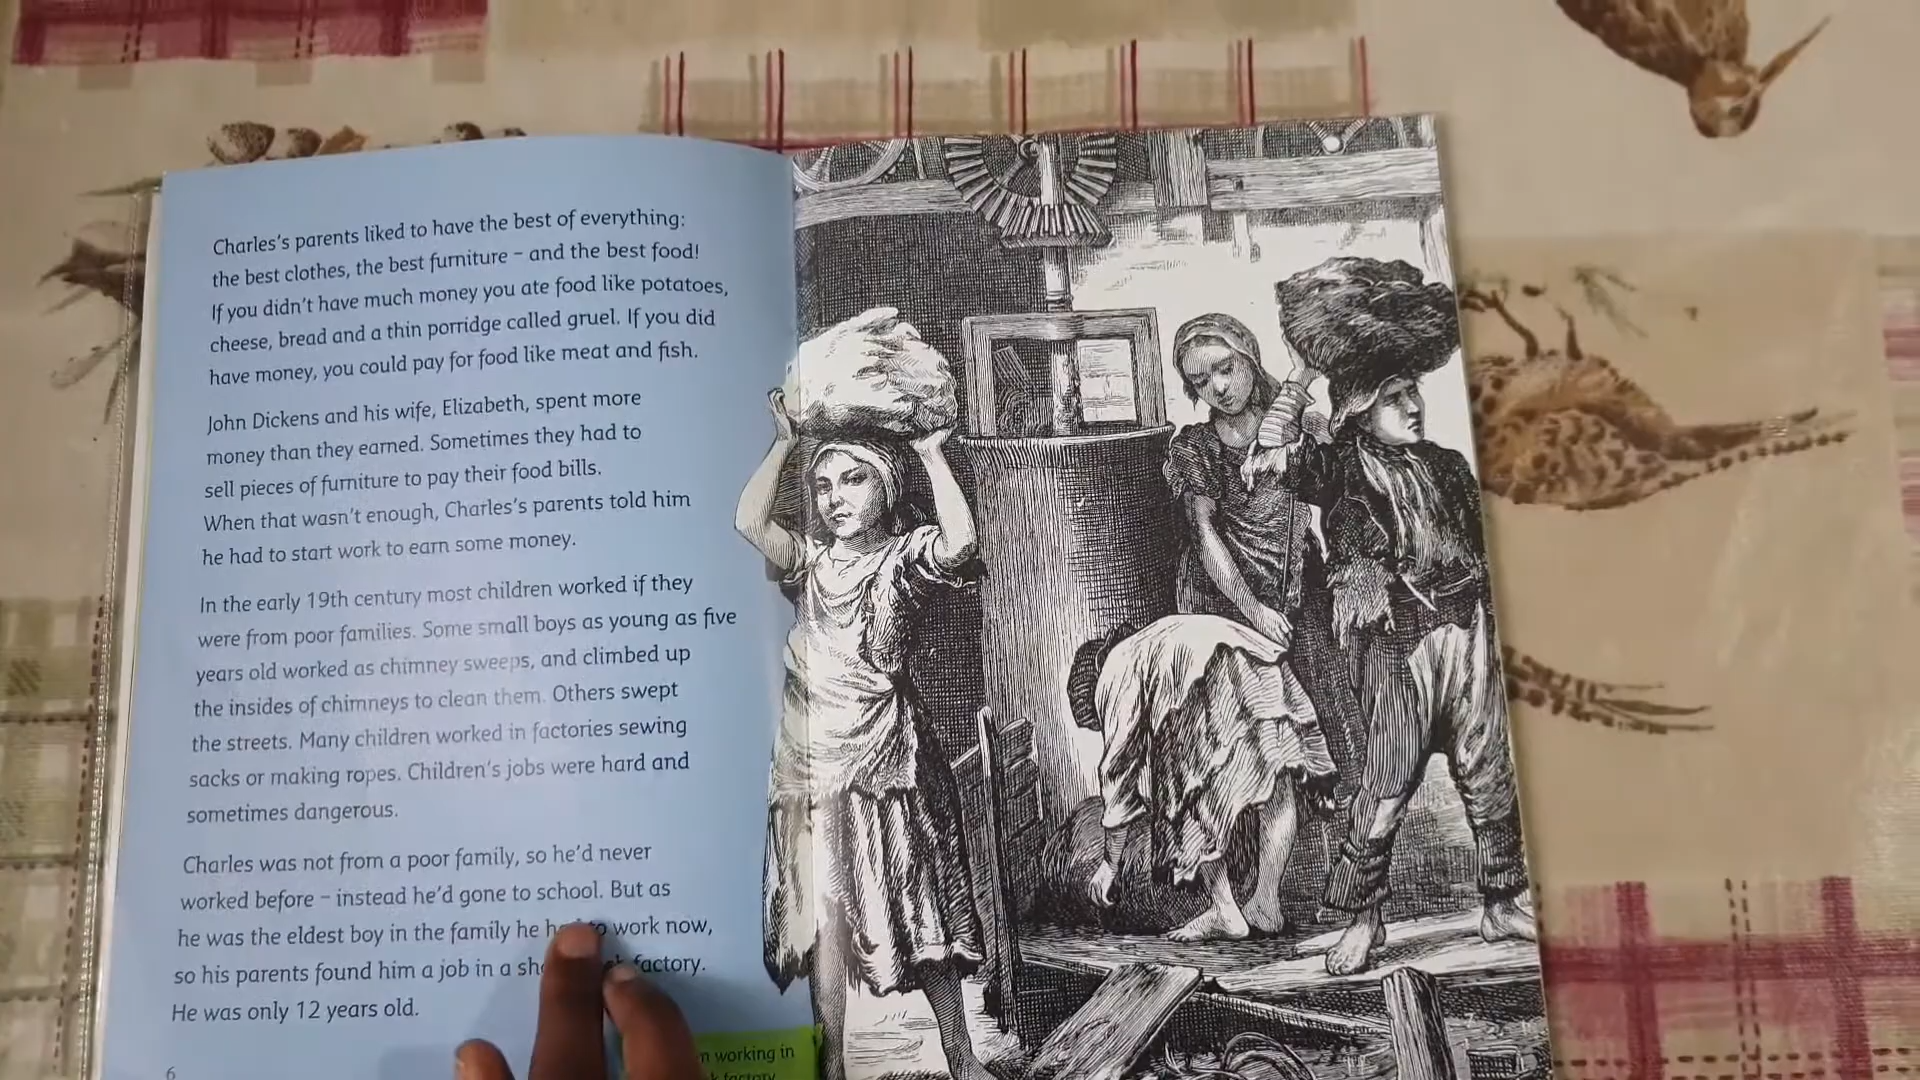 Charles's parents liked to have the best of everything:
the best clothes, the best furniture – and the best food!
If you didn't have much money you ate food like potatoes,
cheese, bread and a thin porridge called gruel. If you did
have money, you could pay for food like meat and fish.
John Dickens and his wife, Elizabeth, spent more
money than they earned. Sometimes they had to
sell pieces of furniture to pay their food bills.
When that wasn't enough, Charles's parents told him
he had to start work to earn some money.
In the early 19th century most children worked if they
were from poor families. Some small boys as young as five
years old worked as chimney sweeps, and climbed up
the insides of chimneys to clean them. Others swept
the streets. Many children worked in factories sewing
sacks or making ropes. Children's jobs were hard and
sometimes dangerous.
Charles was not from a poor family, so he'd never
worked before – instead he'd gone to school. But as
he was the eldest boy in the family he to work now,
so his parents found him a job in a factory.
He was only 12 years old.
working in
factory
6